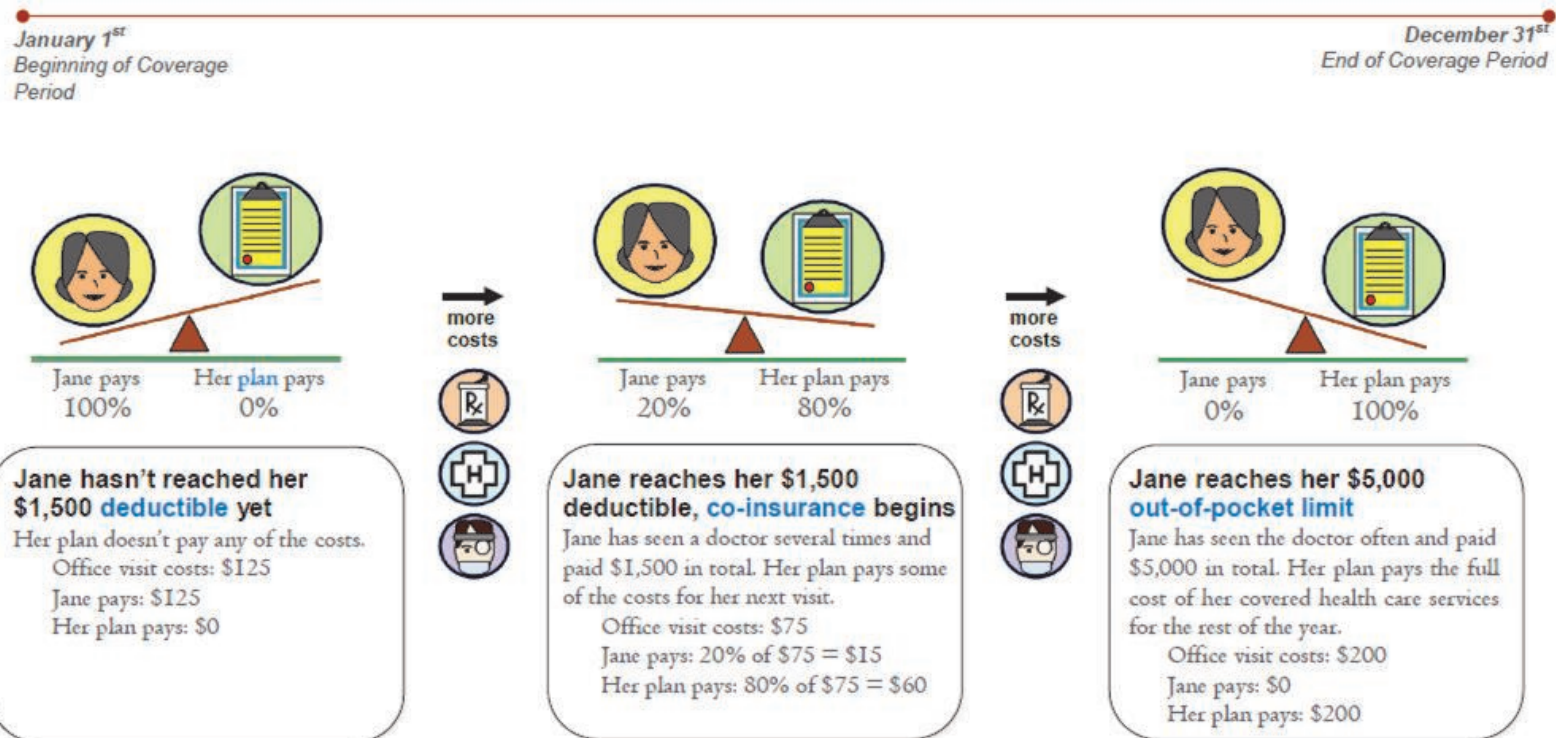 January 1st
Beginning of Coverage
Period
December 31st
End of Coverage Period
Jane pays
100%
Her plan pays
0%
more
costs
Rx
H
Jane pays
20%
Her plan pays
80%
more
costs
Rx
H
Jane pays
0%
Her plan pays
100%
Jane hasn't reached her
$1,500 deductible yet
Her plan doesn't pay any of the costs.
Office visit costs: $125
Jane pays: $125
Her plan pays: $0
Jane reaches her $1,500
deductible, co-insurance begins
Jane has seen a doctor several times and
paid $1,500 in total. Her plan pays some
of the costs for her next visit.
Office visit costs: $75
Jane pays: 20% of $75 = $15
Her plan pays: 80% of $75 = $60
Jane reaches her $5,000
out-of-pocket limit
Jane has seen the doctor often and paid
$5,000 in total. Her plan pays the full
cost of her covered health care services
for the rest of the year.
Office visit costs: $200
Jane pays: $0
Her plan pays: $200